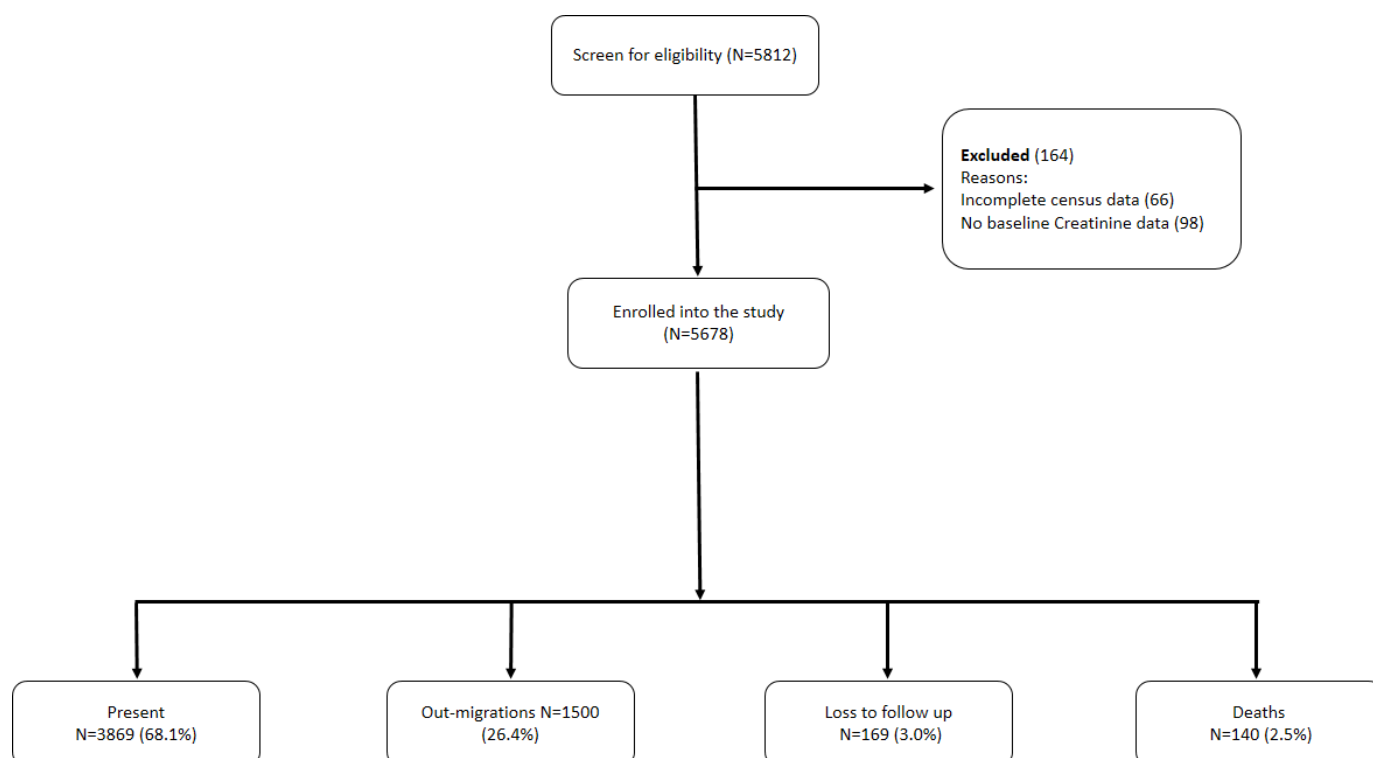 Screen for eligibility (N=5812)
Excluded (164)
Reasons:
Incomplete census data (66)
No baseline Creatinine data (98)
Enrolled into the study
(N=5678)
Present
N=3869 (68.1%)
Out-migrations N=1500
(26.4%)
Loss to follow up
N=169 (3.0%)
Deaths
N=140 (2.5%)